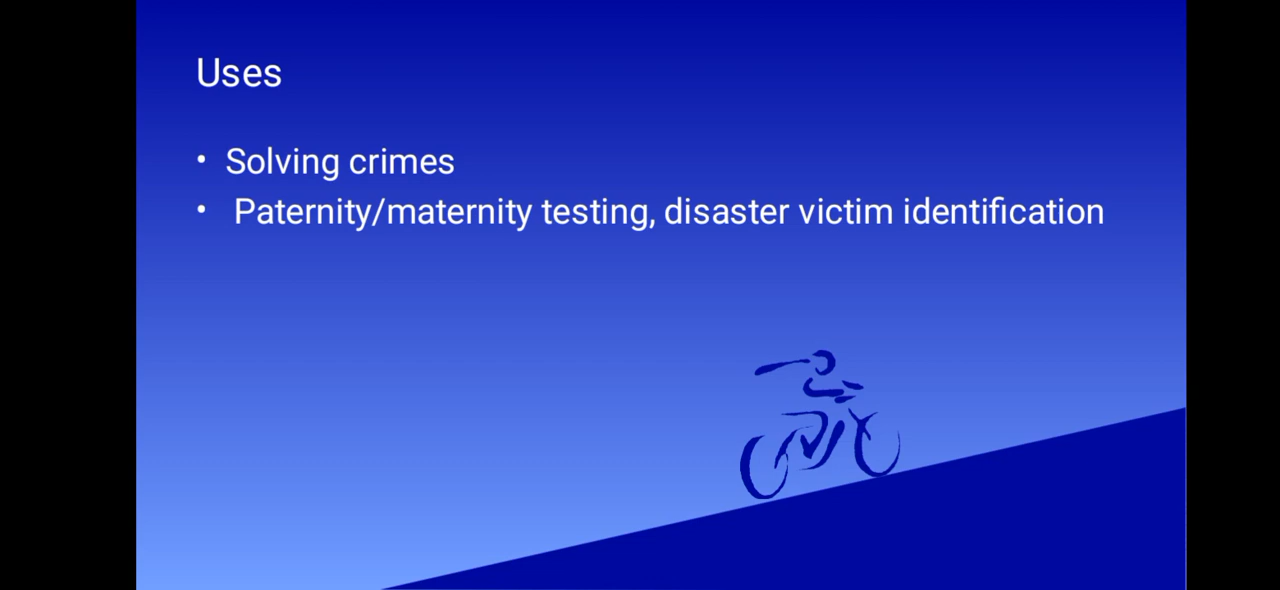 Uses
• Solving crimes
• Paternity/maternity testing, disaster victim identification